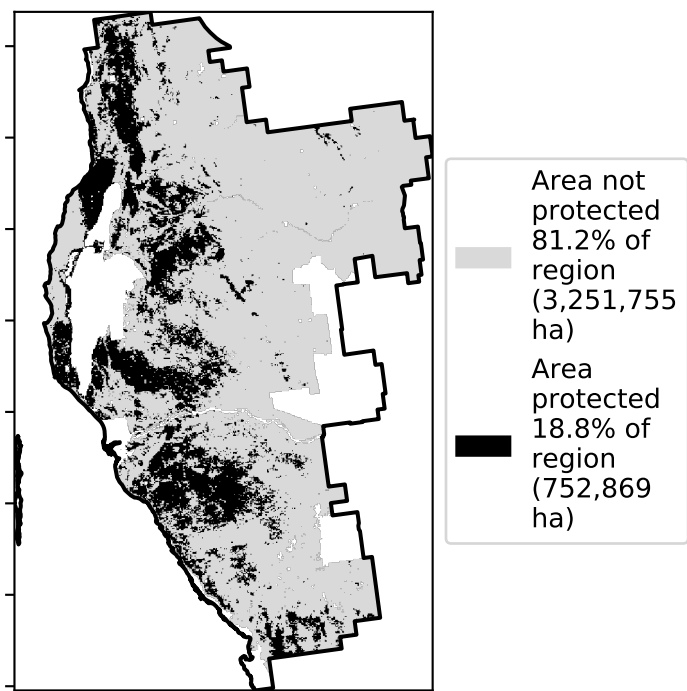 Area not
protected
81.2% of
region
(3,251,755
ha)
Area
protected
18.8% of
region
(752,869
ha)